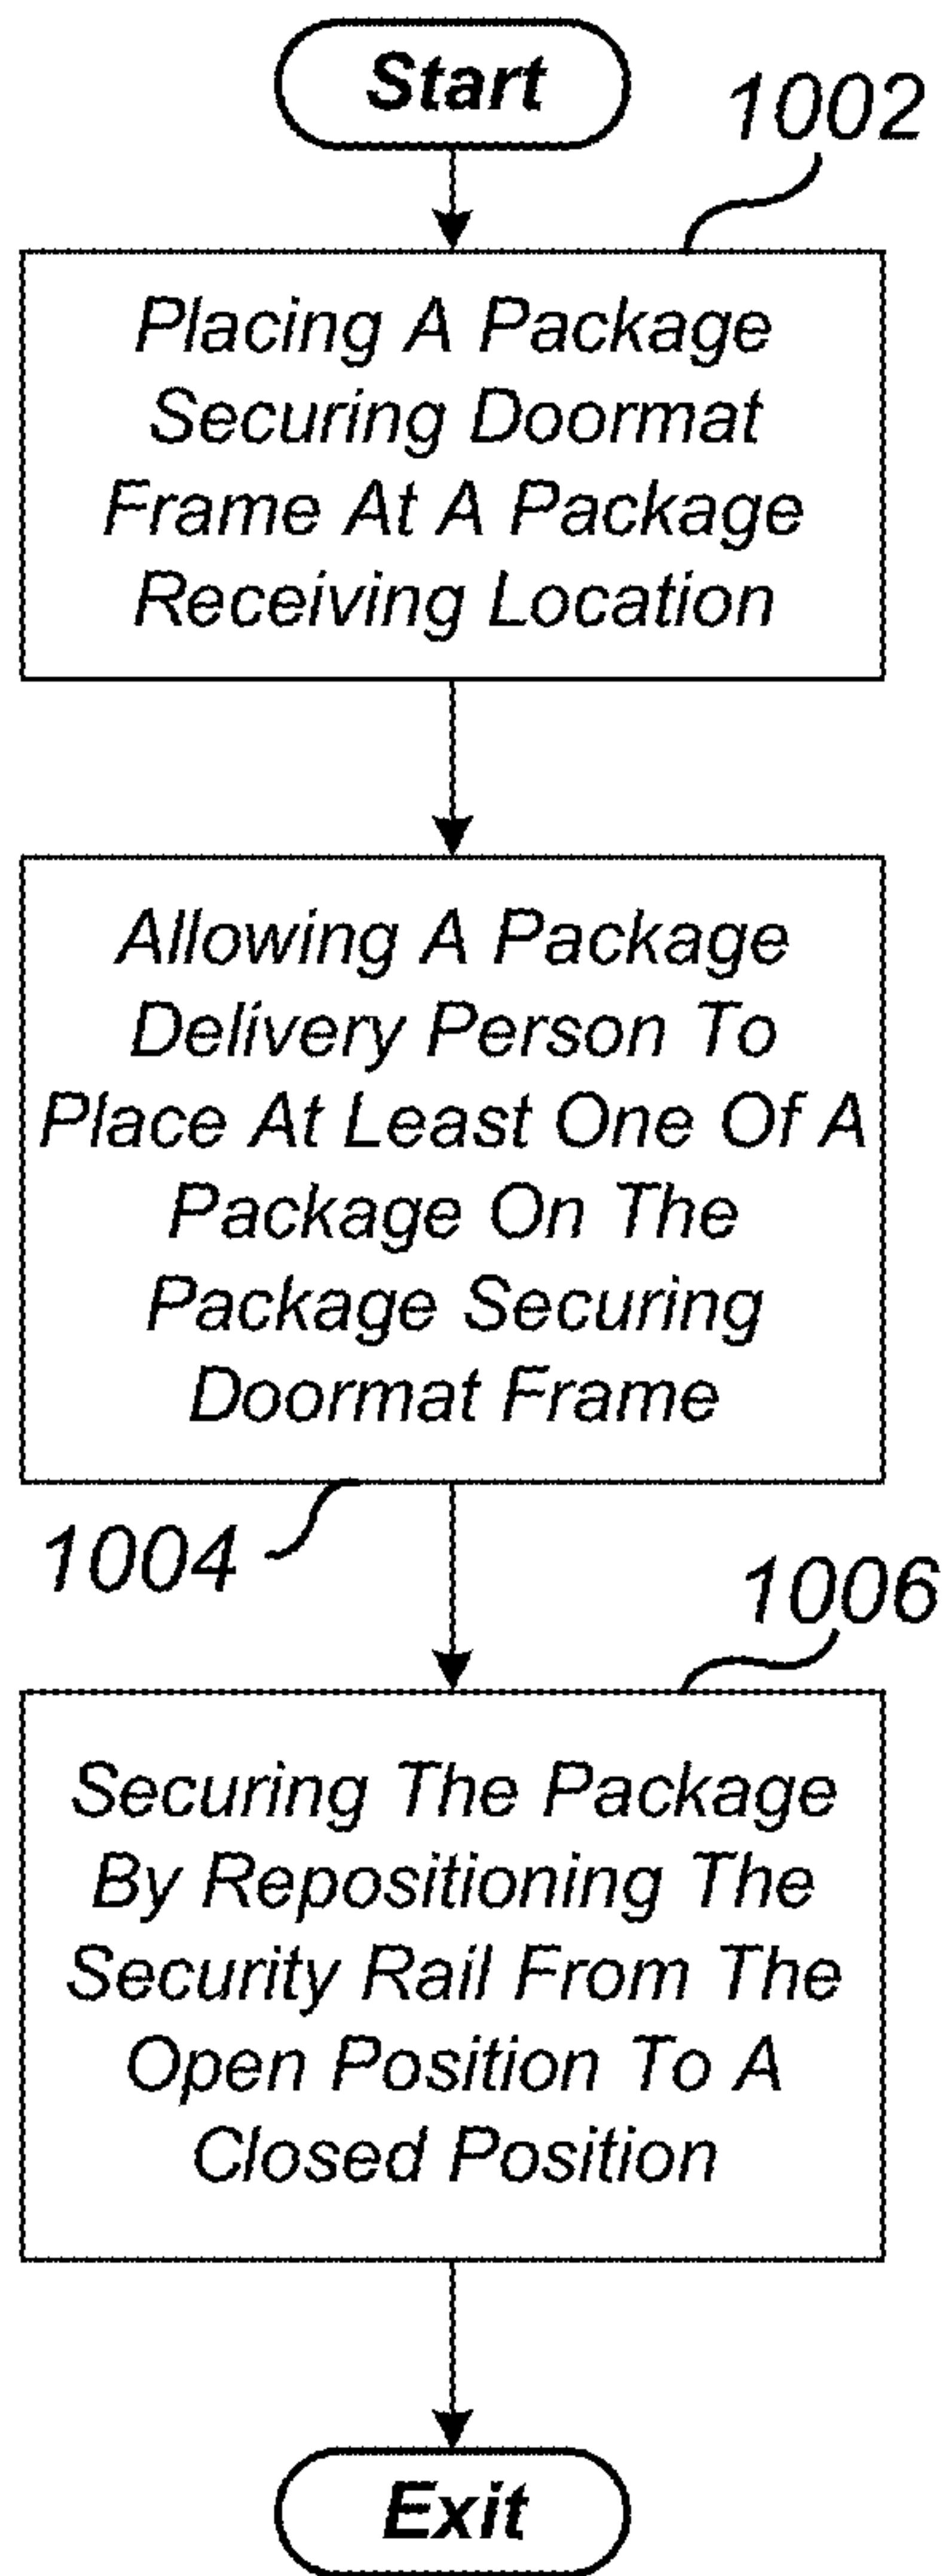 Start
1002
Placing A Package
Securing Doormat
Frame At A Package
Receiving Location
Allowing A Package
Delivery Person To
Place At Least One Of A
Package On The
Package Securing
Doormat Frame
1004
1006
Securing The Package
By Repositioning The
Security Rail From The
Open Position To A
Closed Position
Exit